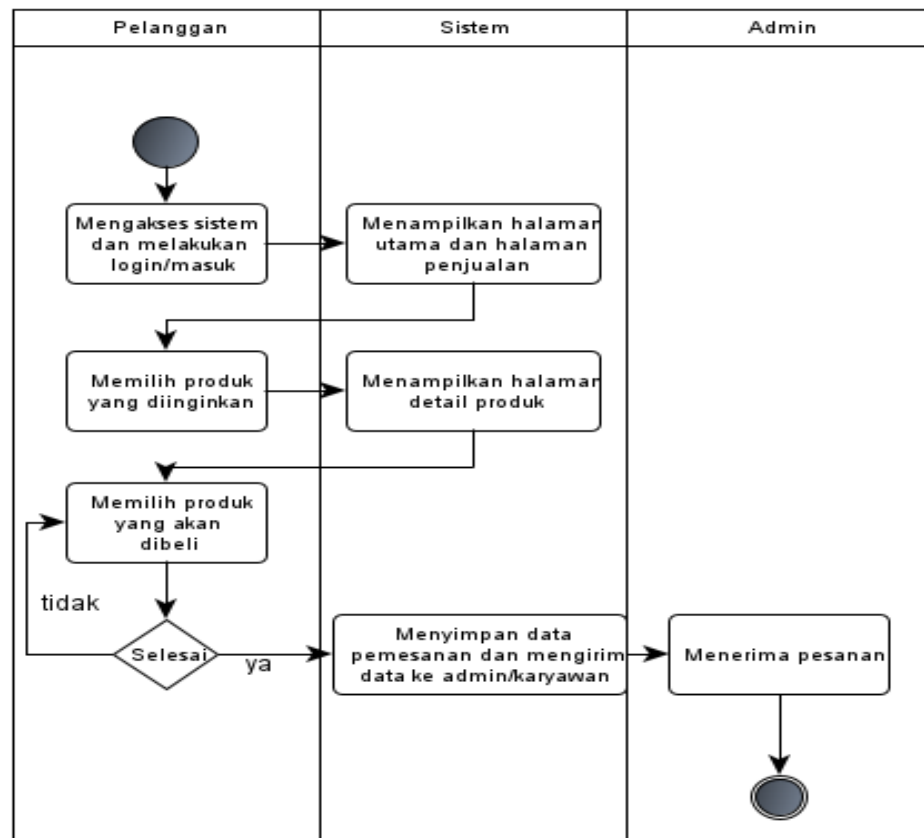 Pelanggan
Sistem
Admin
Mengakses sistem
dan melakukan
login/masuk
Menampilkan halaman
utama dan halaman
penjualan
Memilih produk
yang diinginkan
Menampilkan halaman
detail produk
Memilih produk
yang akan
dibeli
tidak
Selesai
ya
Menyimpan data
pemesanan dan mengirim
data ke admin/karyawan
Menerima pesanan